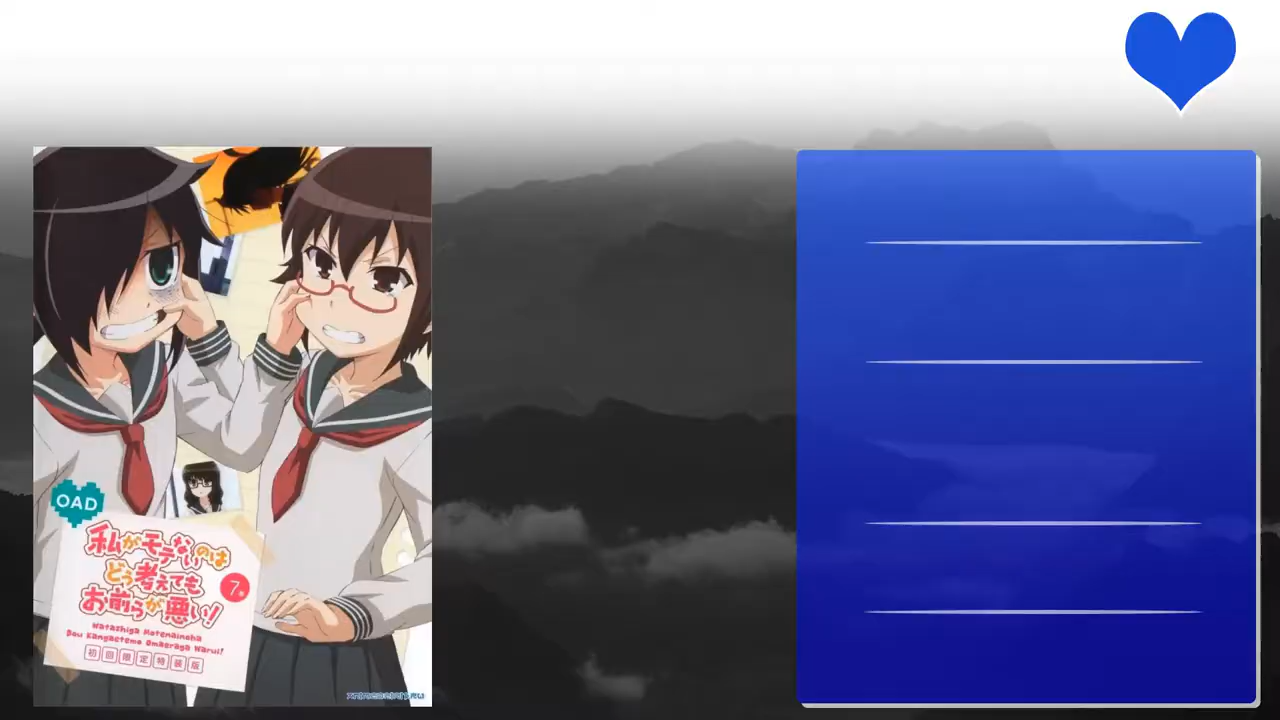 OAD
私がモテないのは
どう考えても
お前らが悪い!
7巻
Watashiga Motenainoha
Dou Kangaetemo Omaeraga Warui!
初回限定特装版